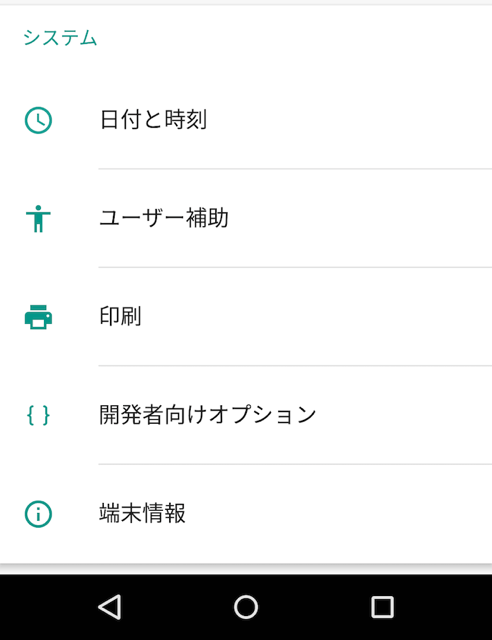 システム
日付と時刻
ユーザー補助
印刷
開発者向けオプション
端末情報